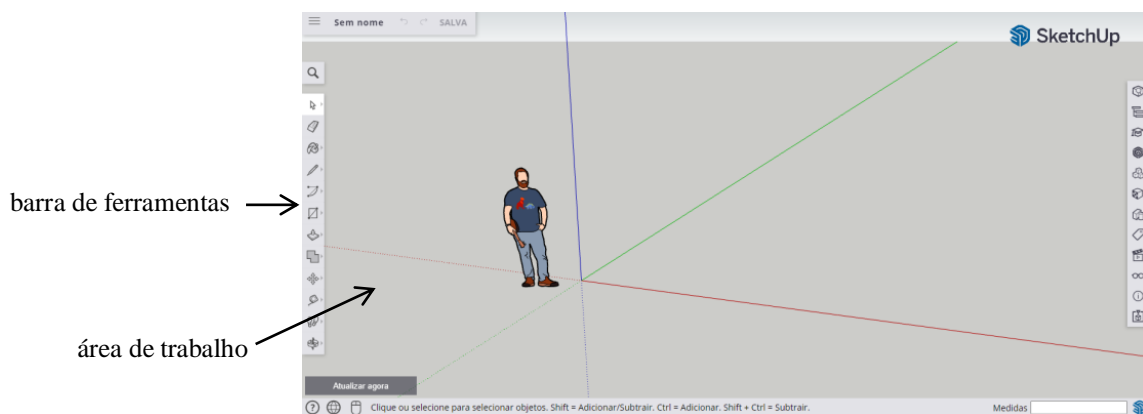 Sem nome SALVA
SketchUp
barra de ferramentas
área de trabalho
Atualizar agora
Clique ou selecione para selecionar objetos. Shift = Adicionar/Subtrair. Ctrl = Adicionar. Shift + Ctrl = Subtrair.
Medidas